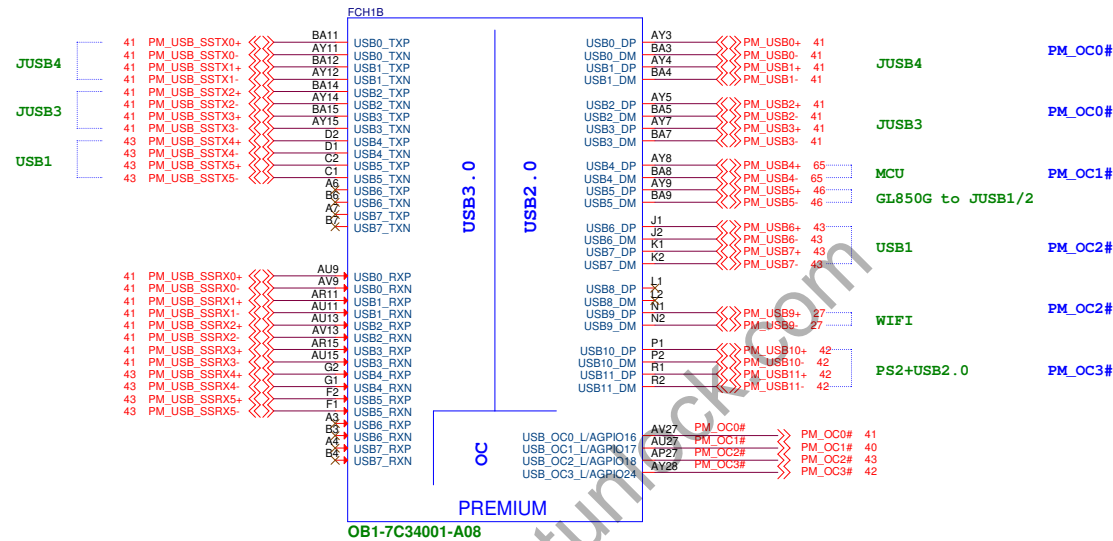 FCH1B
JUSB4
JUSB3
USB1
41 PM_USB_SSTX0+ BA11 USB0_TXP
41 PM_USB_SSTX0- AY11 USB0_TXN
41 PM_USB_SSTX1+ BA12 USB1_TXP
41 PM_USB_SSTX1- AY12 USB1_TXN
41 PM_USB_SSTX2+ BA14 USB2_TXP
41 PM_USB_SSTX2- AY14 USB2_TXN
41 PM_USB_SSTX3+ BA15 USB3_TXP
41 PM_USB_SSTX3- AY15 USB3_TXN
43 PM_USB_SSTX4+ D2 USB4_TXP
43 PM_USB_SSTX4- D1 USB4_TXN
43 PM_USB_SSTX5+ C2 USB5_TXP
43 PM_USB_SSTX5- C1 USB5_TXN
A6 USB6_TXP
B6 USB6_TXN
A7 USB7_TXP
B7 USB7_TXN
41 PM_USB_SSRX0+ AU9 USB0_RXP
41 PM_USB_SSRX0- AV9 USB0_RXN
41 PM_USB_SSRX1+ AR11 USB1_RXP
41 PM_USB_SSRX1- AU11 USB1_RXN
41 PM_USB_SSRX2+ AU13 USB2_RXP
41 PM_USB_SSRX2- AV13 USB2_RXN
41 PM_USB_SSRX3+ AR15 USB3_RXP
41 PM_USB_SSRX3- AU15 USB3_RXN
43 PM_USB_SSRX4+ G2 USB4_RXP
43 PM_USB_SSRX4- G1 USB4_RXN
43 PM_USB_SSRX5+ F2 USB5_RXP
43 PM_USB_SSRX5- F1 USB5_RXN
A3 USB6_RXP
B3 USB6_RXN
A4 USB7_RXP
B4 USB7_RXN
USB3.0
USB2.0
OC
USB0_DP AY3 PM_USB0+ 41
USB0_DM BA3 PM_USB0- 41
USB1_DP AY4 PM_USB1+ 41
USB1_DM BA4 PM_USB1- 41
JUSB4
PM_OC0#
USB2_DP AY5 PM_USB2+ 41
USB2_DM BA5 PM_USB2- 41
USB3_DP AY7 PM_USB3+ 41
USB3_DM BA7 PM_USB3- 41
JUSB3
PM_OC0#
USB4_DP AY8 PM_USB4+ 65
USB4_DM BA8 PM_USB4- 65
MCU
PM_OC1#
USB5_DP AY9 PM_USB5+ 46
USB5_DM BA9 PM_USB5- 46
GL850G to JUSB1/2
USB6_DP J1 PM_USB6+ 43
USB6_DM J2 PM_USB6- 43
USB7_DP K1 PM_USB7+ 43
USB7_DM K2 PM_USB7- 43
USB1
PM_OC2#
USB8_DP L1
USB8_DM L2
USB9_DP N1 PM_USB9+ 27
USB9_DM N2 PM_USB9- 27
WIFI
PM_OC2#
USB10_DP P1 PM_USB10+ 42
USB10_DM P2 PM_USB10- 42
USB11_DP R1 PM_USB11+ 42
USB11_DM R2 PM_USB11- 42
PS2+USB2.0
PM_OC3#
USB_OC0_L/AGPIO16 AV27 PM_OC0# PM_OC0# 41
USB_OC1_L/AGPIO17 AU27 PM_OC1# PM_OC1# 40
USB_OC2_L/AGPIO18 AP27 PM_OC2# PM_OC2# 43
USB_OC3_L/AGPIO24 AY28 PM_OC3# PM_OC3# 42
PREMIUM
OB1-7C34001-A08